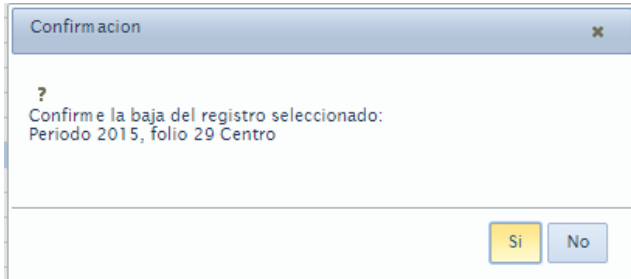 Confirmacion
?
Confirme la baja del registro seleccionado:
Periodo 2015, folio 29 Centro
Si No